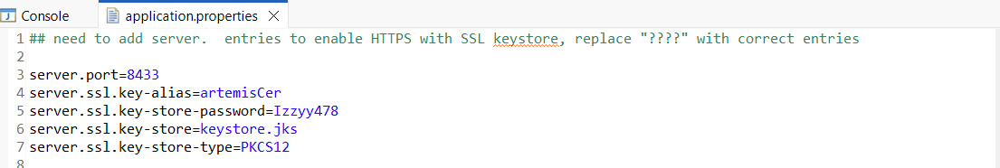 Console
application.properties
1 ## need to add server.  entries to enable HTTPS with SSL keystore, replace "????" with correct entries
2
3 server.port=8433
4 server.ssl.key-alias=artemisCer
5 server.ssl.key-store-password=Izzyy478
6 server.ssl.key-store=keystore.jks
7 server.ssl.key-store-type=PKCS12
8